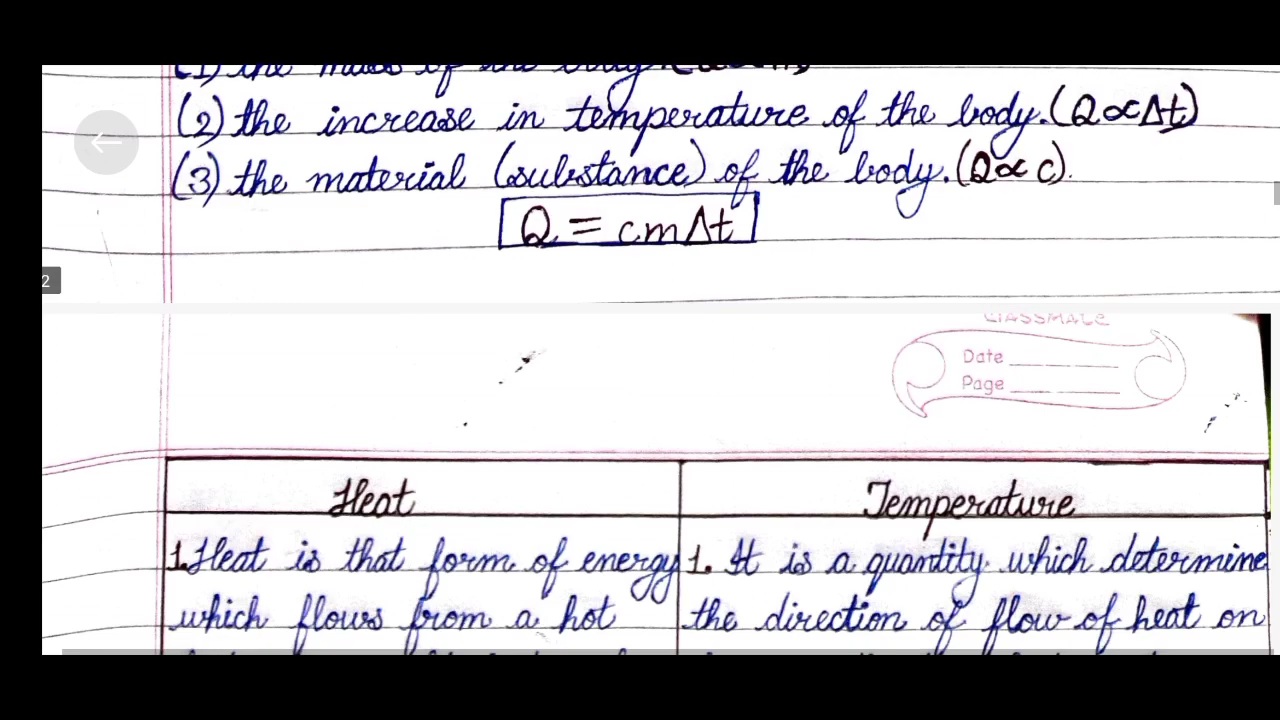 (2) the increase in temperature of the body. (Q∝Δt)
(3) the material (substance) of the body. (Q∝ c).
Q = cmΔt
2
CLASSMATE
Date
Page
Heat
Temperature
1. Heat is that form of energy
which flows from a hot
1. It is a quantity which determine
the direction of flow of heat on